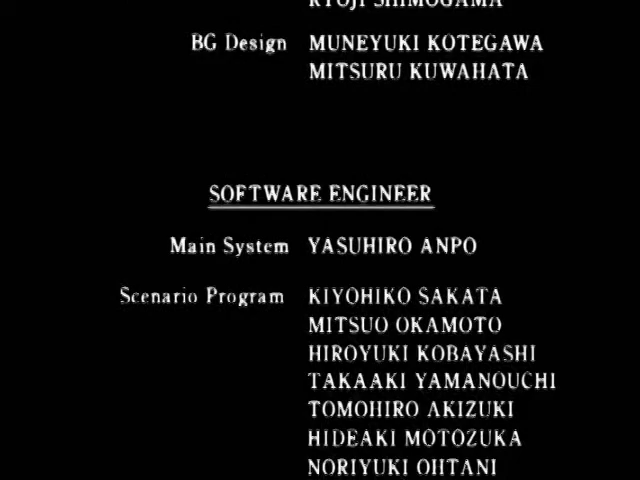 RYOJI SHIMOGAMA
BG Design MUNEYUKI KOTEGAWA
MITSURU KUWAHATA
SOFTWARE ENGINEER
Main System YASUHIRO ANPO
Scenario Program KIYOHIKO SAKATA
MITSUO OKAMOTO
HIROYUKI KOBAYASHI
TAKAAKI YAMANOUCHI
TOMOHIRO AKIZUKI
HIDEAKI MOTOZUKA
NORIYUKI OHTANI